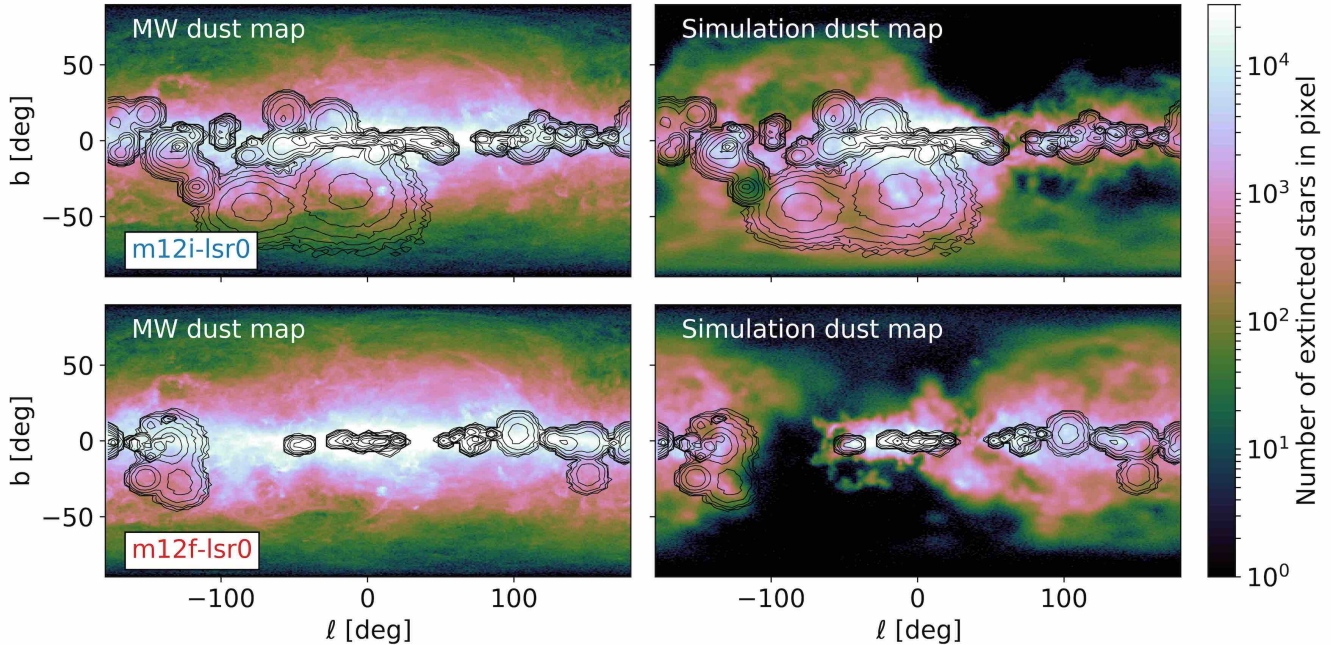 MW dust map
Simulation dust map
50
0
−50
b [deg]
m12i-lsr0
MW dust map
Simulation dust map
50
0
−50
b [deg]
m12f-lsr0
−100 0 100
−100 0 100
ℓ [deg]
ℓ [deg]
10⁴
10³
10²
10¹
10⁰
Number of extincted stars in pixel